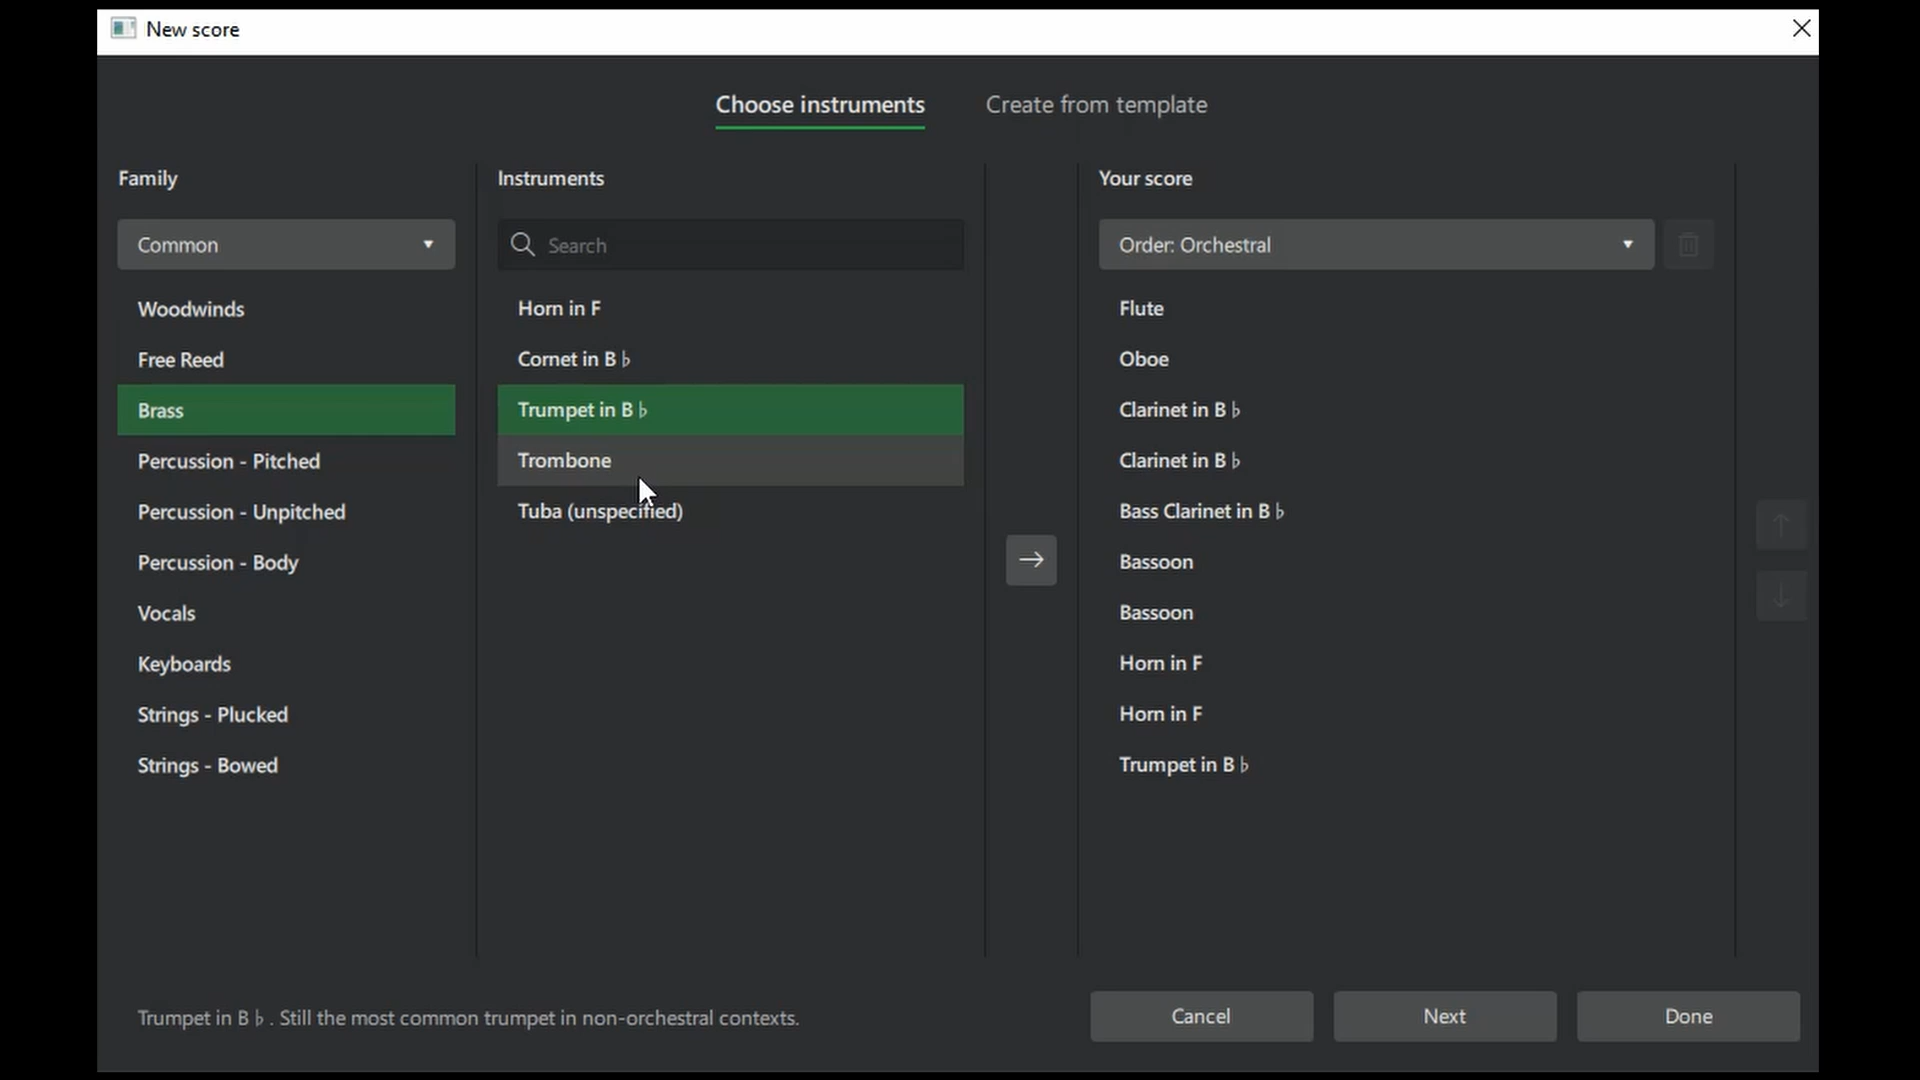 New score
Choose instruments
Create from template
Family
Common
Woodwinds
Free Reed
Brass
Percussion - Pitched
Percussion - Unpitched
Percussion - Body
Vocals
Keyboards
Strings - Plucked
Strings - Bowed
Instruments
Search
Horn in F
Cornet in B♭
Trumpet in B♭
Trombone
Tuba (unspecified)
Your score
Order: Orchestral
Flute
Oboe
Clarinet in B♭
Clarinet in B♭
Bass Clarinet in B♭
Bassoon
Bassoon
Horn in F
Horn in F
Trumpet in B♭
Trumpet in B♭. Still the most common trumpet in non-orchestral contexts.
Cancel
Next
Done